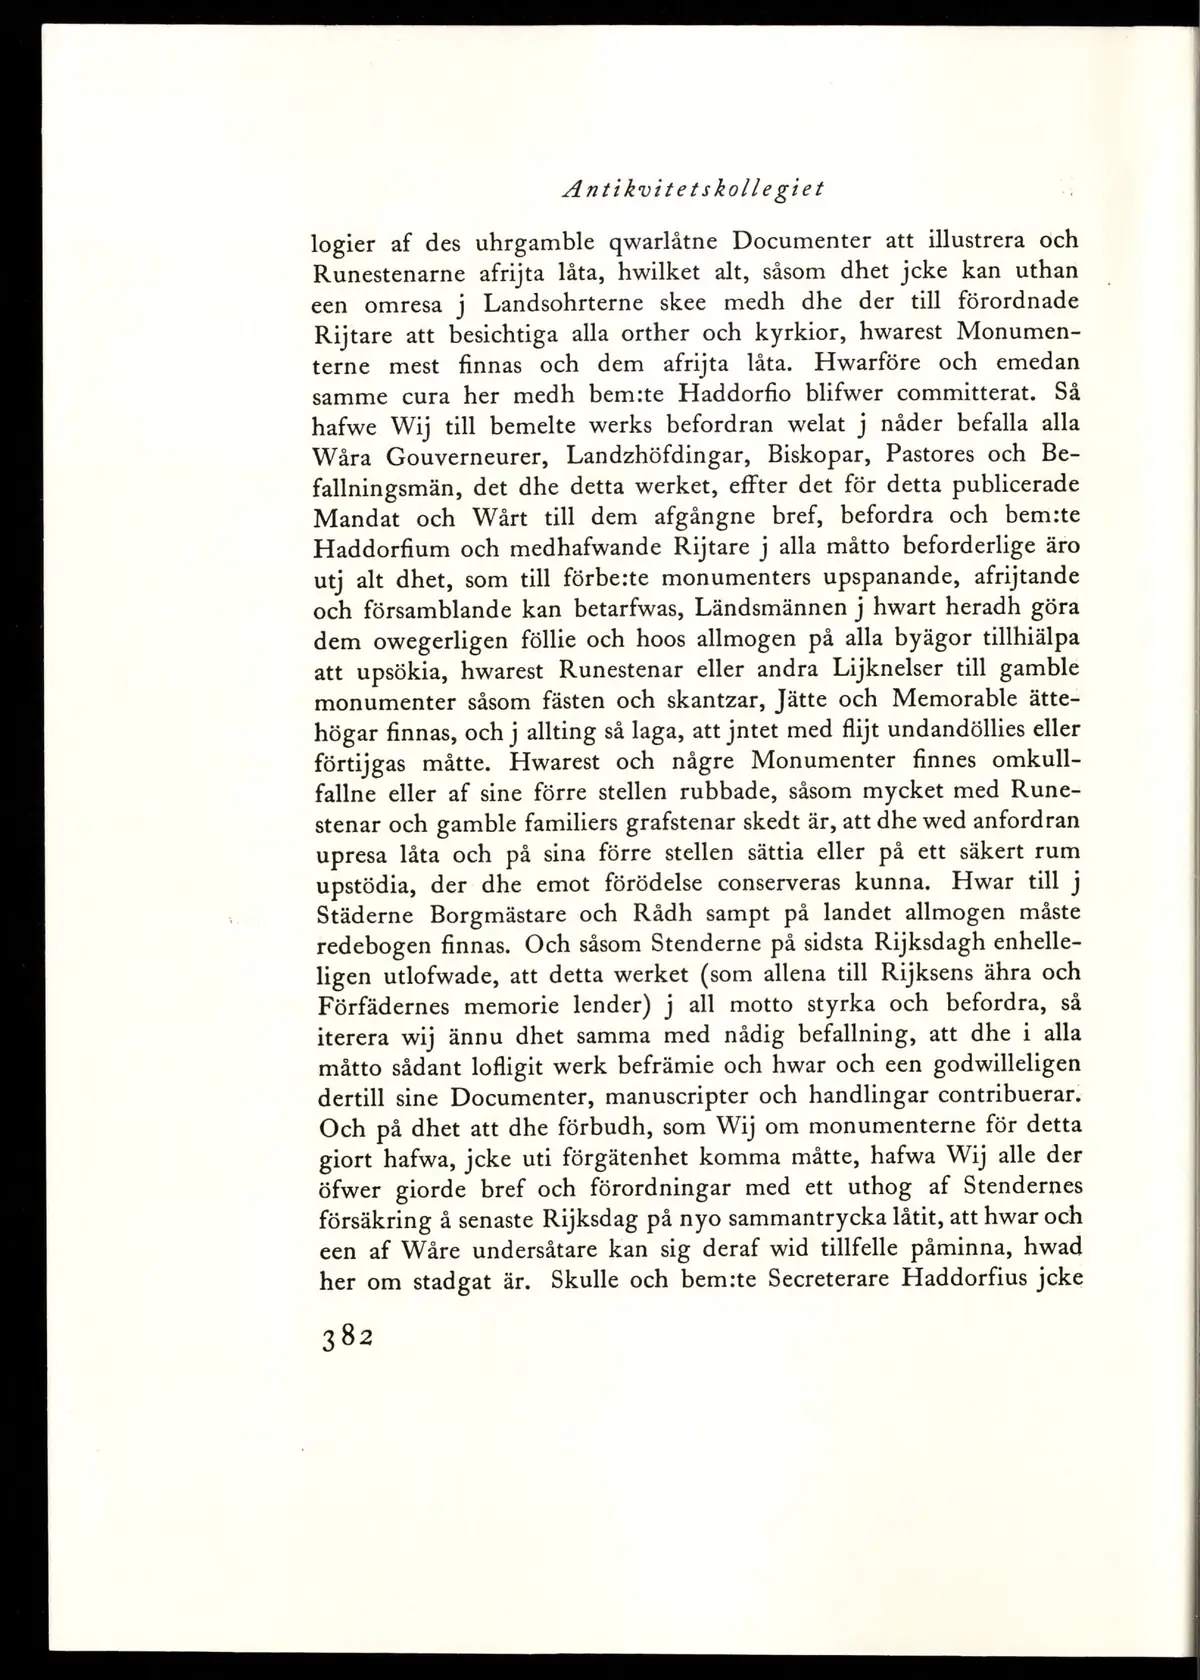 Antikvitetskollegiet
logier af des uhrgamble qwarlåtne Documenter att illustrera och
Runestenarne afrijta låta, hwilket alt, såsom dhet jcke kan uthan
een omresa j Landsohrterne skee medh dhe der till förordnade
Rijtare att besichtiga alla orther och kyrkior, hwarest Monumen-
terne mest finnas och dem afrijta låta. Hwarföre och emedan
samme cura her medh bem:te Haddorfio blifwer committerat. Så
hafwe Wij till bemelte werks befordran welat j nåder befalla alla
Wåra Gouverneurer, Landzhöfdingar, Biskopar, Pastores och Be-
fallningsmän, det dhe detta werket, effter det för detta publicerade
Mandat och Wårt till dem afgångne bref, befordra och bem:te
Haddorfium och medhafwande Rijtare j alla måtto beforderlige äro
utj alt dhet, som till förbe:te monumenters upspanande, afrijtande
och församblande kan betarfwas, Ländsmännen j hwart heradh göra
dem owegerligen föllie och hoos allmogen på alla byägor tillhiälpa
att upsökia, hwarest Runestenar eller andra Lijknelser till gamble
monumenter såsom fästen och skantzar, Jätte och Memorable ätte-
högar finnas, och j allting så laga, att jntet med flijt undandöllies eller
förtijgas måtte. Hwarest och någre Monumenter finnes omkull-
fallne eller af sine förre stellen rubbade, såsom mycket med Rune-
stenar och gamble familiers grafstenar skedt är, att dhe wed anfordran
upresa låta och på sina förre stellen sättia eller på ett säkert rum
upstödia, der dhe emot förödelse conserveras kunna. Hwar till j
Städerne Borgmästare och Rådh sampt på landet allmogen måste
redebogen finnas. Och såsom Stenderne på sidsta Rijksdagh enhelle-
ligen utlofwade, att detta werket (som allena till Rijksens ähra och
Förfädernes memorie lender) j all motto styrka och befordra, så
iterera wij ännu dhet samma med nådig befallning, att dhe i alla
måtto sådant lofligit werk befrämie och hwar och een godwilleligen
dertill sine Documenter, manuscripter och handlingar contribuerar.
Och på dhet att dhe förbudh, som Wij om monumenterne för detta
giort hafwa, jcke uti förgätenhet komma måtte, hafwa Wij alle der
öfwer giorde bref och förordningar med ett uthog af Stendernes
försäkring å senaste Rijksdag på nyo sammantrycka låtit, att hwar och
een af Wåre undersåtare kan sig deraf wid tillfelle påminna, hwad
her om stadgat är. Skulle och bem:te Secreterare Haddorfius jcke
382